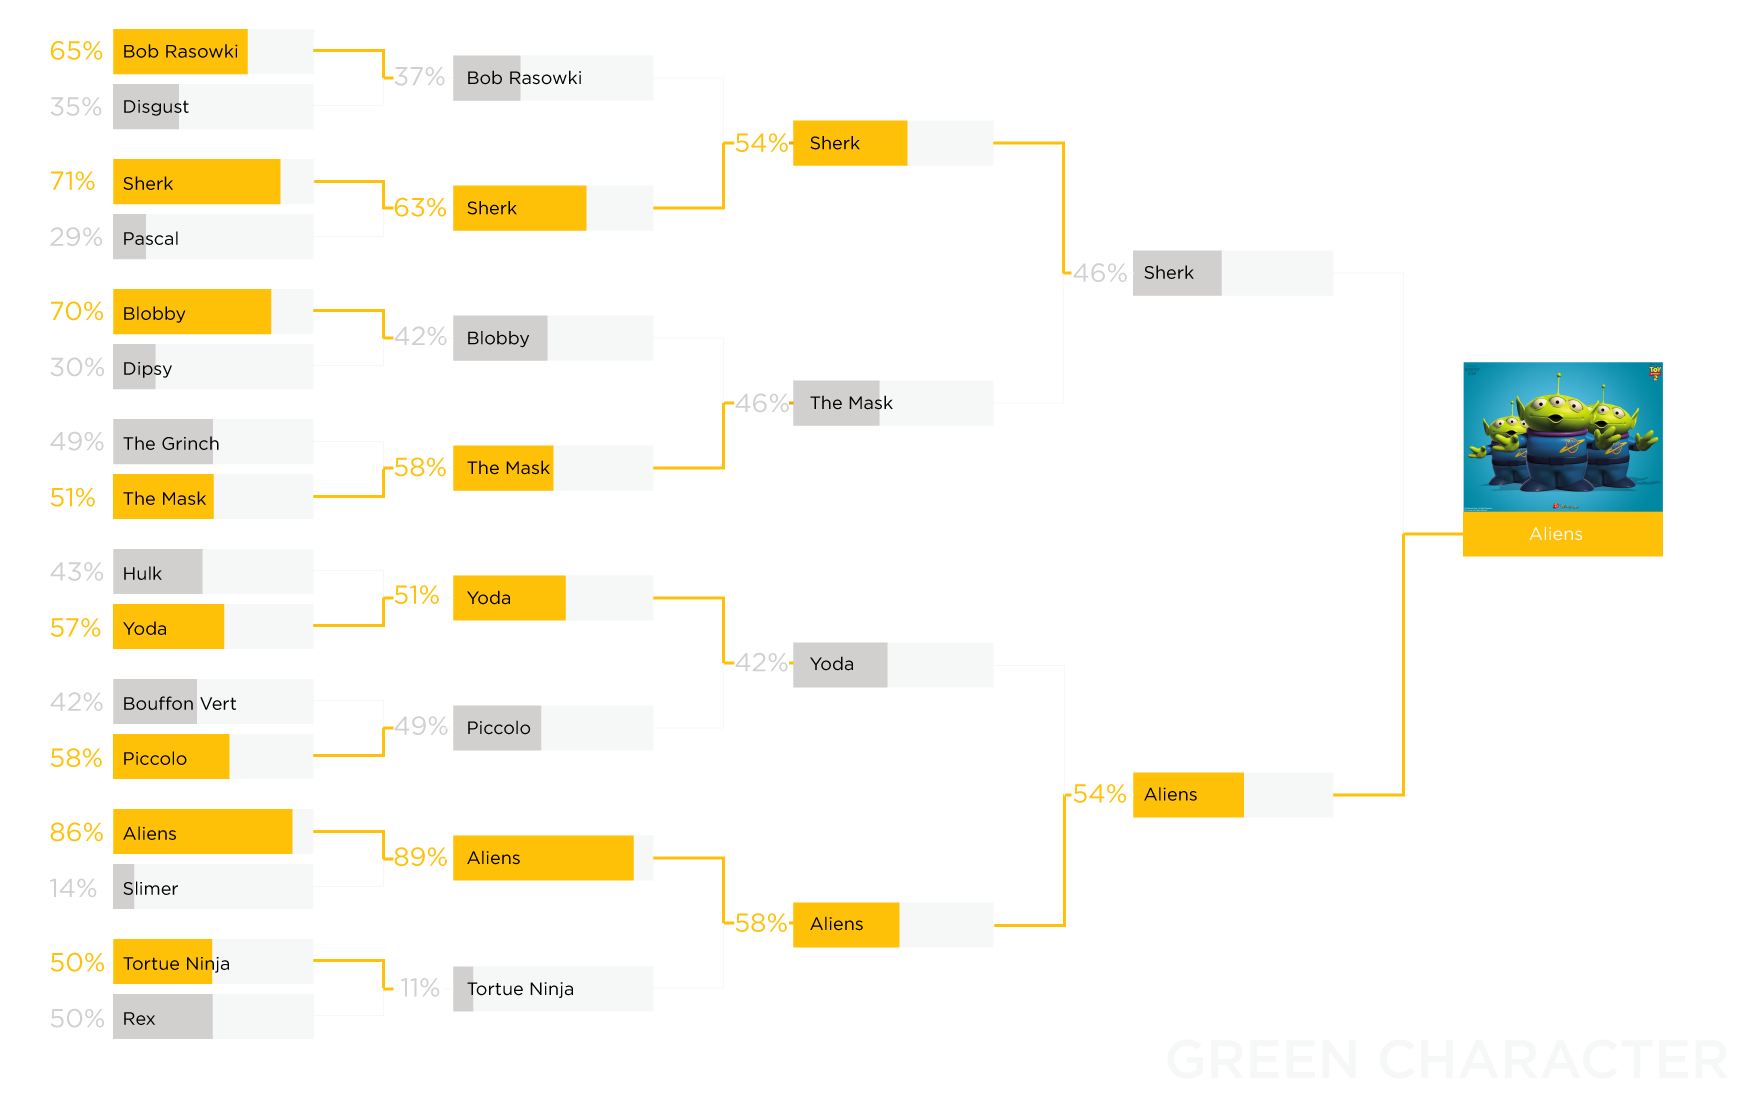 65% Bob Rasowki
35% Disgust
71% Sherk
29% Pascal
70% Blobby
30% Dipsy
49% The Grinch
51% The Mask
43% Hulk
57% Yoda
42% Bouffon Vert
58% Piccolo
86% Aliens
14% Slimer
50% Tortue Ninja
50% Rex
37% Bob Rasowki
63% Sherk
42% Blobby
58% The Mask
51% Yoda
49% Piccolo
89% Aliens
11% Tortue Ninja
54% Sherk
46% The Mask
42% Yoda
58% Aliens
46% Sherk
54% Aliens
TOY
2
Aliens
GREEN CHARACTER